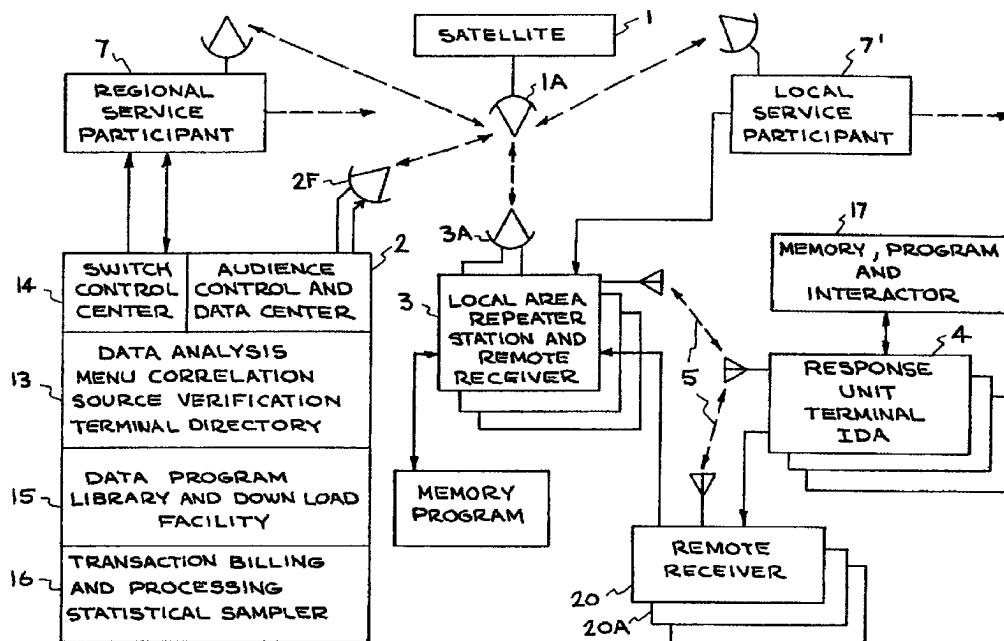 7
REGIONAL
SERVICE
PARTICIPANT
SATELLITE
1
1A
7'
LOCAL
SERVICE
PARTICIPANT
2F
3A
14
SWITCH
CONTROL
CENTER
2
AUDIENCE
CONTROL AND
DATA CENTER
13
DATA ANALYSIS
MENU CORRELATION
SOURCE VERIFICATION
TERMINAL DIRECTORY
15
DATA PROGRAM
LIBRARY AND DOWN LOAD
FACILITY
16
TRANSACTION BILLING
AND PROCESSING
STATISTICAL SAMPLER
3
LOCAL AREA
REPEATER
STATION AND
REMOTE
RECEIVER
MEMORY
PROGRAM
5
17
MEMORY, PROGRAM
AND
INTERACTOR
4
RESPONSE
UNIT
TERMINAL
IDA
REMOTE
RECEIVER
20
20A